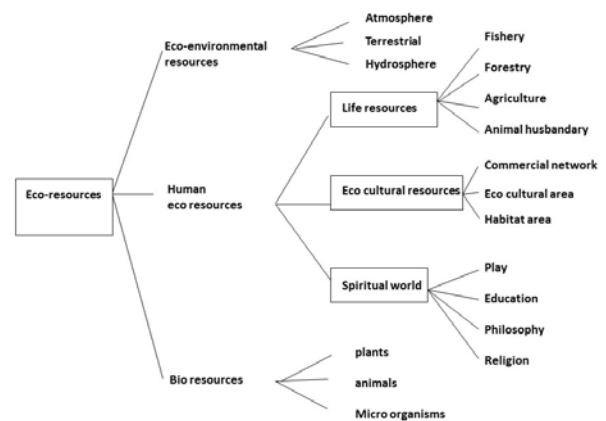 Eco-resources
Eco-environmental
resources
Atmosphere
Terrestrial
Hydrosphere
Human
eco resources
Life resources
Fishery
Forestry
Agriculture
Animal husbandary
Eco cultural resources
Commercial network
Eco cultural area
Habitat area
Spiritual world
Play
Education
Philosophy
Religion
Bio resources
plants
animals
Micro organisms